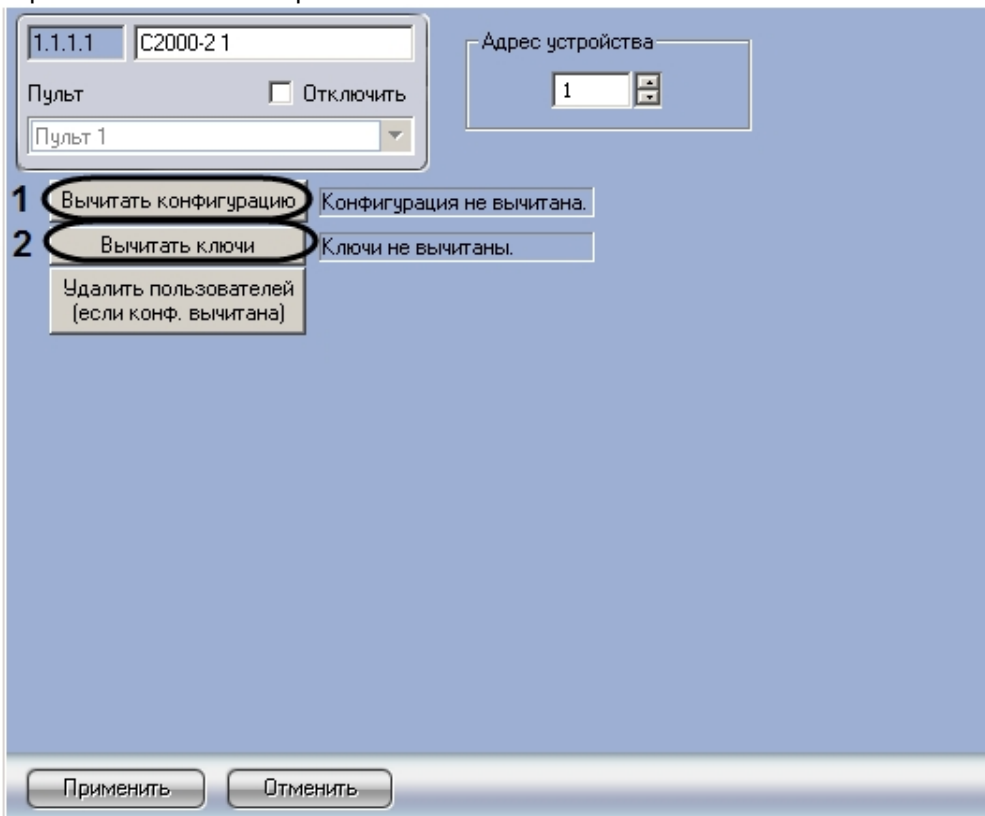 1.1.1.1 С2000-2 1
Адрес устройства
Пульт Отключить
1
Пульт 1
1 Вычитать конфигурацию Конфигурация не вычитана.
2 Вычитать ключи Ключи не вычитаны.
Удалить пользователей
(если конф. вычитана)
Применить Отменить